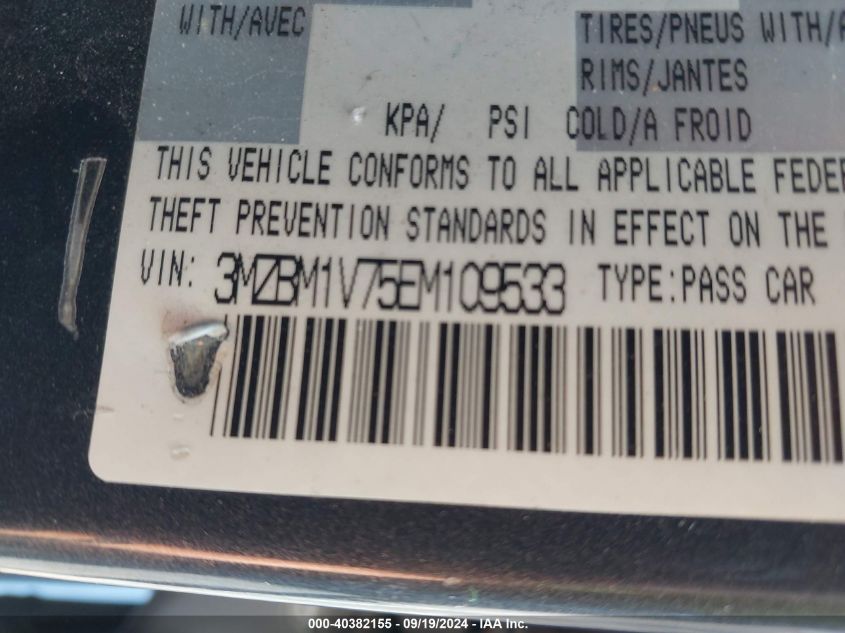 WITH/AVEC
TIRES/PNEUS WITH/A
RIMS/JANTES
KPA/ PSI COLD/A FROID
THIS VEHICLE CONFORMS TO ALL APPLICABLE FEDER
THEFT PREVENTION STANDARDS IN EFFECT ON THE
VIN: 3MZBM1V75EM109533 TYPE:PASS CAR
000-40382155 - 09/19/2024 - IAA Inc.